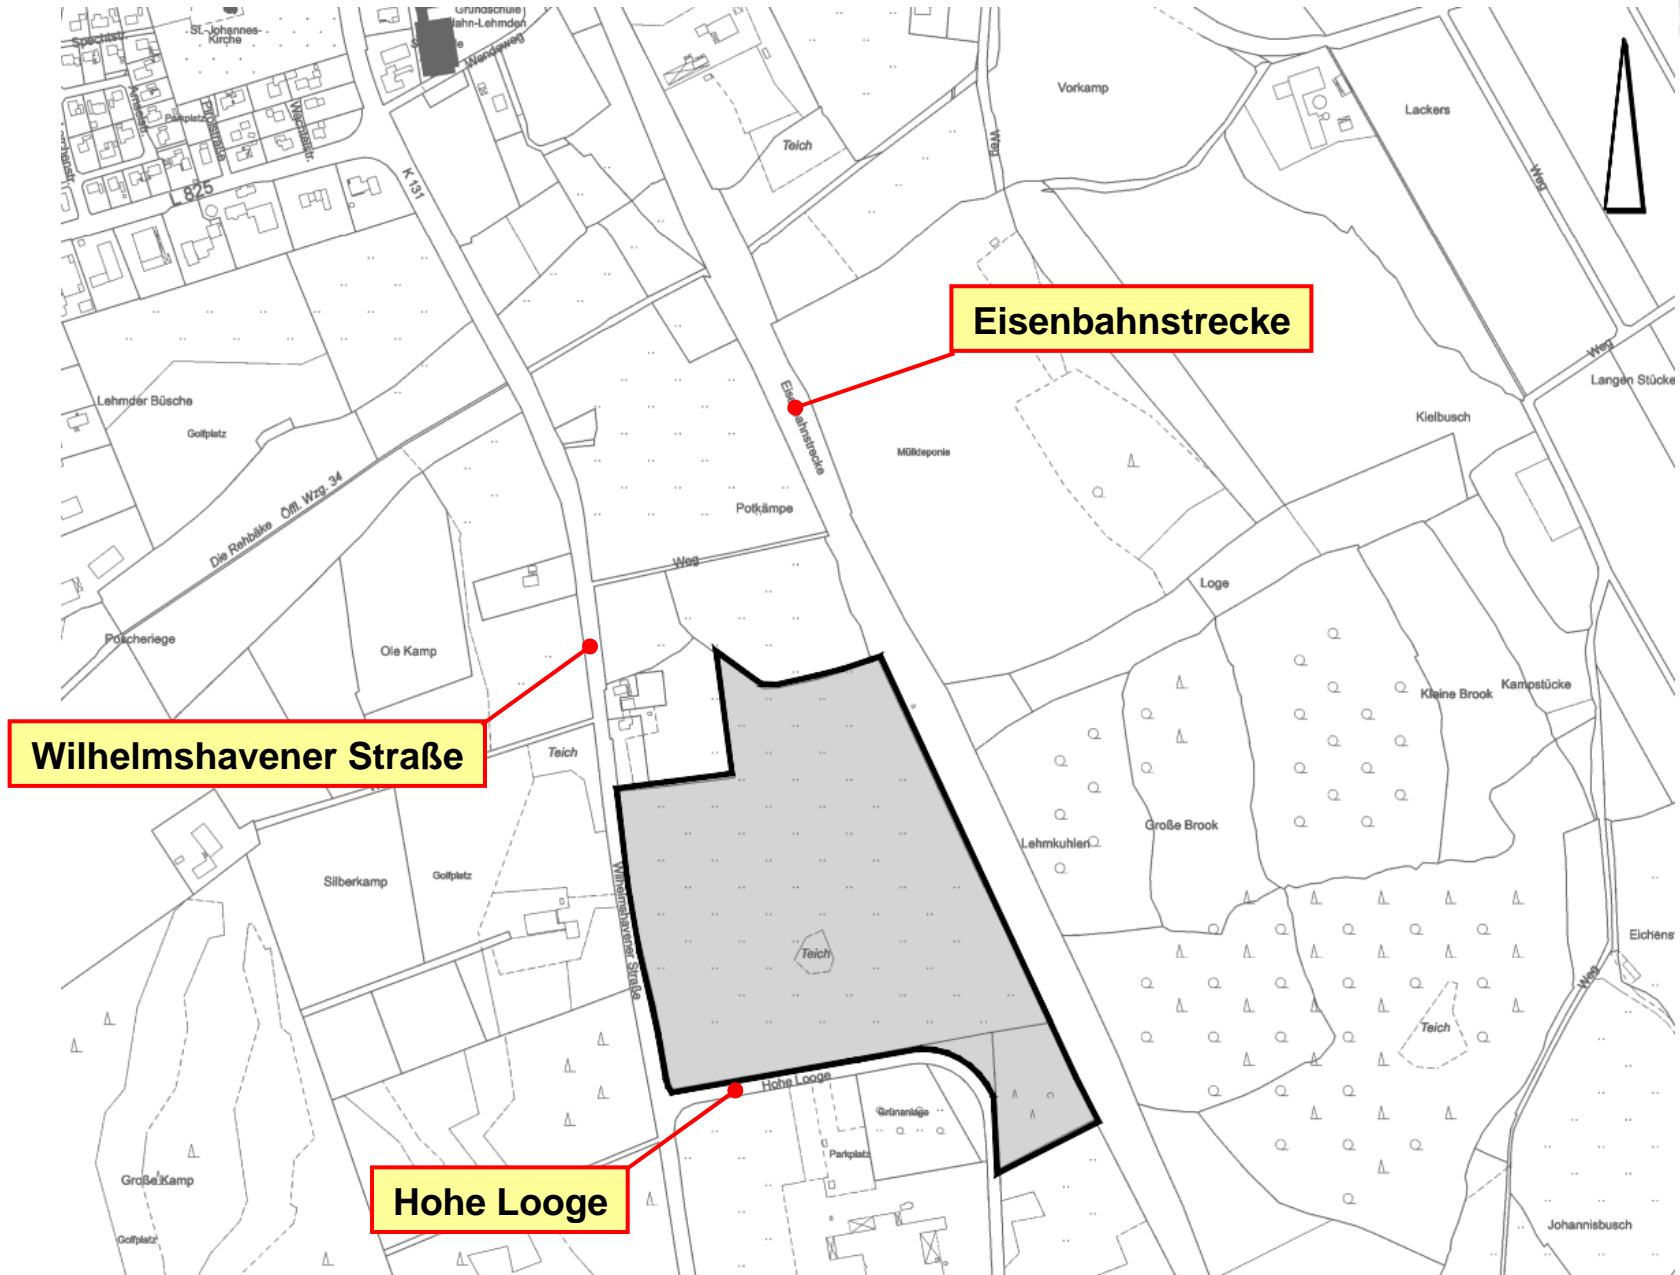 Grundschule
Hahn-Lehmden
St.-Johannes-
Kirche
Spechtstr.
Wendeweg
Amselstr.
Parkplatz
Pirolstraße
Wachtelstr.
L 825
K 131
Teich
Weg
Vorkamp
Lackers
Weg
Eisenbahnstrecke
Weg
Langen Stücke
Lehmder Büsche
Golfplatz
Eisenbahnstrecke
Kielbusch
Mülldeponie
Die Rehbäke Öffl. Wzg. 34
Potkämpe
Weg
Loge
Poscheriege
Ole Kamp
Kleine Brook
Kampstücke
Wilhelmshavener Straße
Teich
Große Brook
Lehmkuhlen
Silberkamp
Golfplatz
Wilhelmshavener Straße
Teich
Weg
Teich
Hohe Looge
Grünanlage
Parkplatz
Große Kamp
Hohe Looge
Golfplatz
Johannisbusch